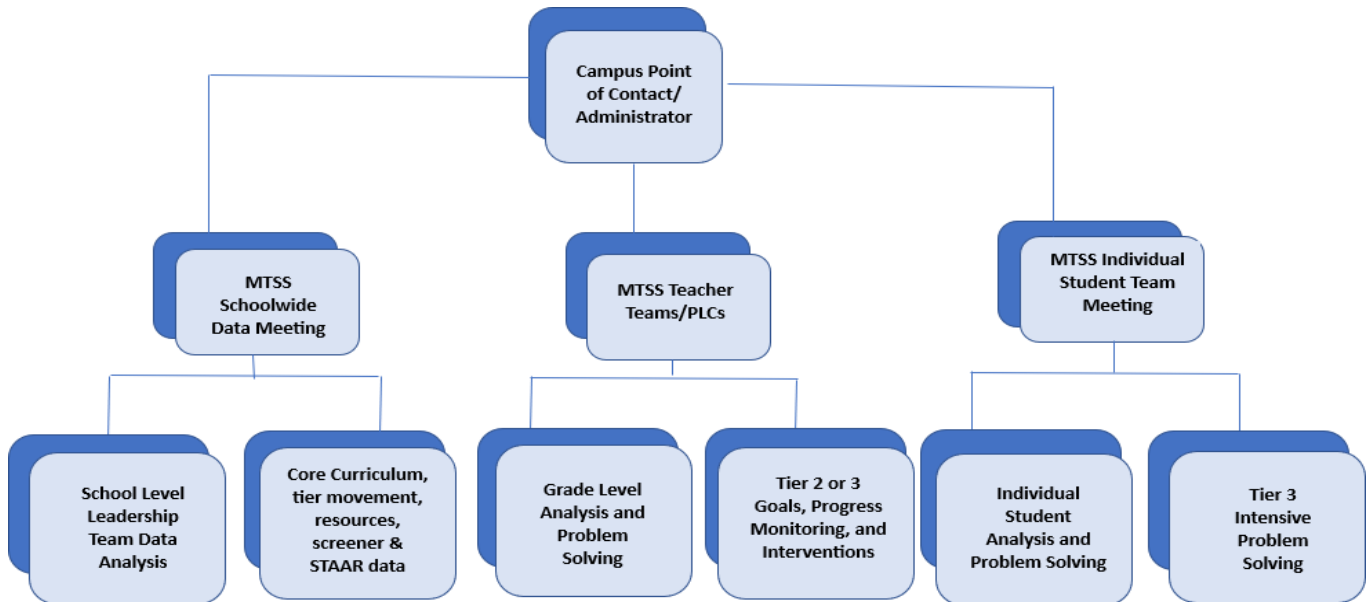 Campus Point
of Contact/
Administrator
MTSS
Schoolwide
Data Meeting
MTSS Teacher
Teams/PLCs
MTSS Individual
Student Team
Meeting
School Level
Leadership
Team Data
Analysis
Core Curriculum,
tier movement,
resources,
screener &
STAAR data
Grade Level
Analysis and
Problem
Solving
Tier 2 or 3
Goals, Progress
Monitoring, and
Interventions
Individual
Student
Analysis and
Problem Solving
Tier 3
Intensive
Problem
Solving